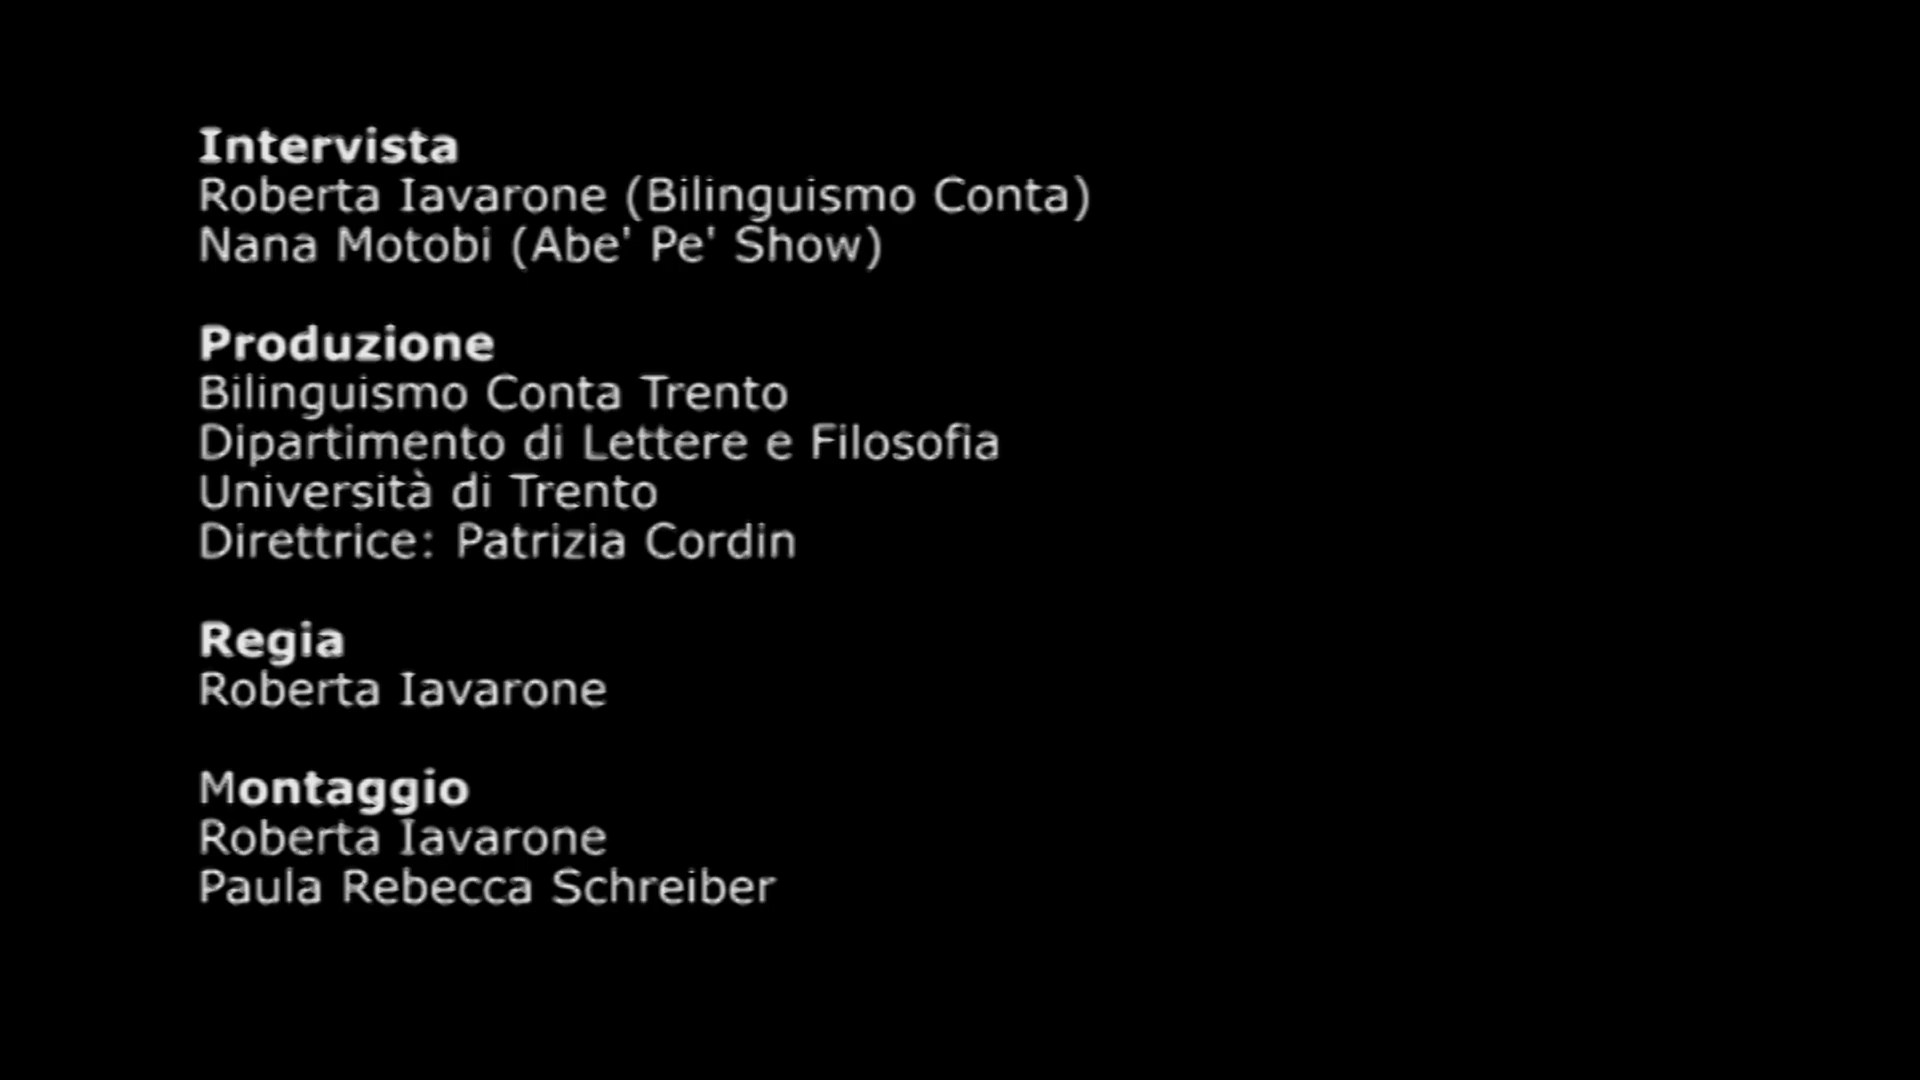 Intervista
Roberta Iavarone (Bilinguismo Conta)
Nana Motobi (Abe' Pe' Show)
Produzione
Bilinguismo Conta Trento
Dipartimento di Lettere e Filosofia
Università di Trento
Direttrice: Patrizia Cordin
Regia
Roberta Iavarone
Montaggio
Roberta Iavarone
Paula Rebecca Schreiber